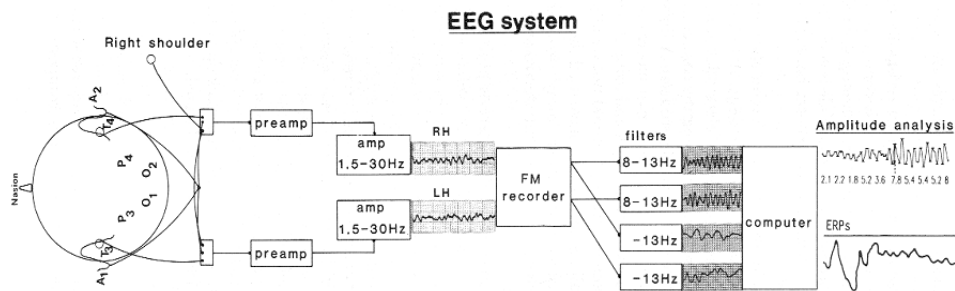 EEG system
Right shoulder
Nasion
A2
T4
P4
O2
O1
P3
T3
A1
preamp
preamp
amp
1.5-30Hz
amp
1.5-30Hz
RH
LH
FM
recorder
filters
8-13Hz
8-13Hz
-13Hz
-13Hz
computer
Amplitude analysis
2.1 2.2 1.8 5.2 3.6 7.8 5.4 5.4 5.2 8
ERPs